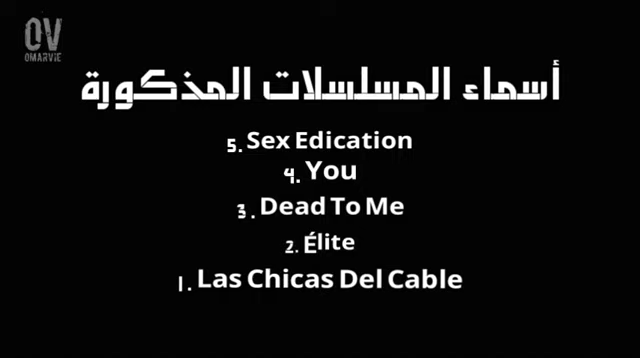 OV
OMARVIE
أسماء المسلسلات المذكورة
5. Sex Edication
4. You
3. Dead To Me
2. Élite
1. Las Chicas Del Cable